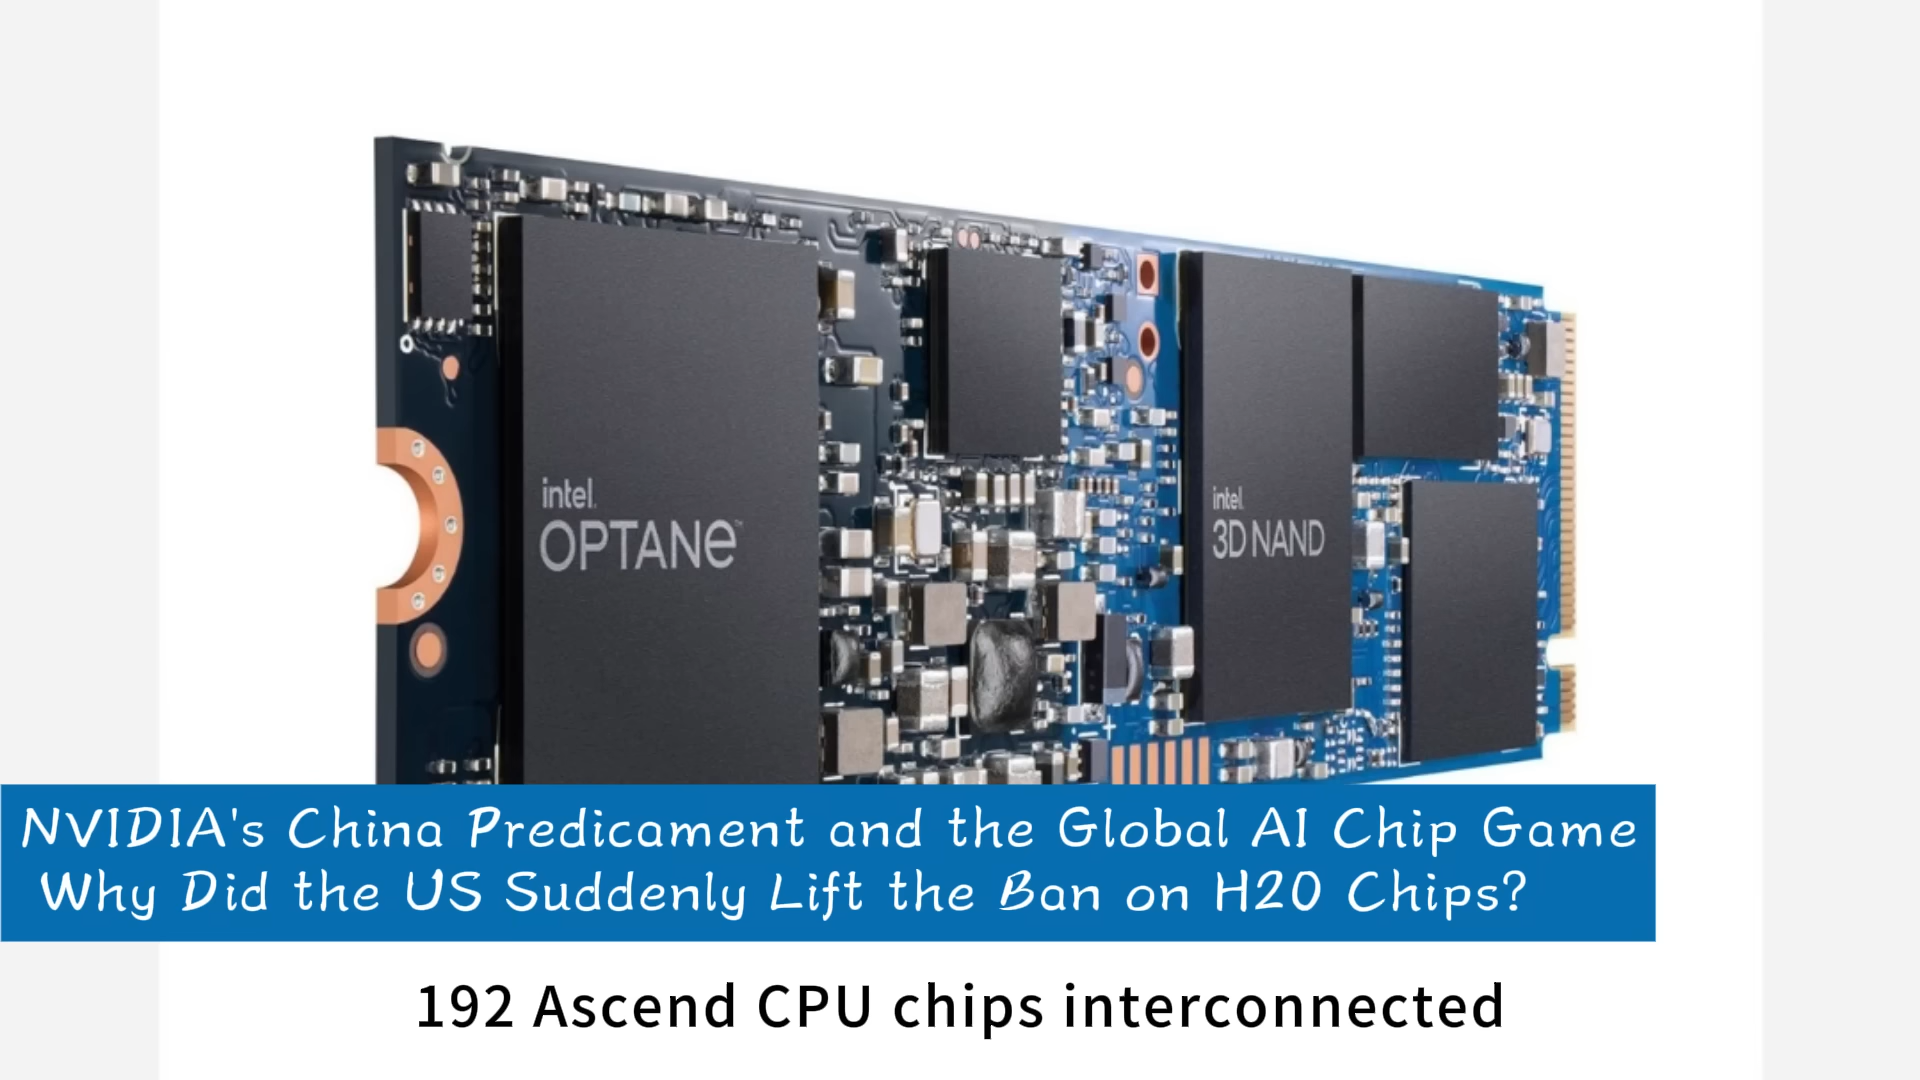 intel.
OPTANE™
intel.
3D NAND
NVIDIA's China Predicament and the Global AI Chip Game
Why Did the US Suddenly Lift the Ban on H20 Chips?
192 Ascend CPU chips interconnected